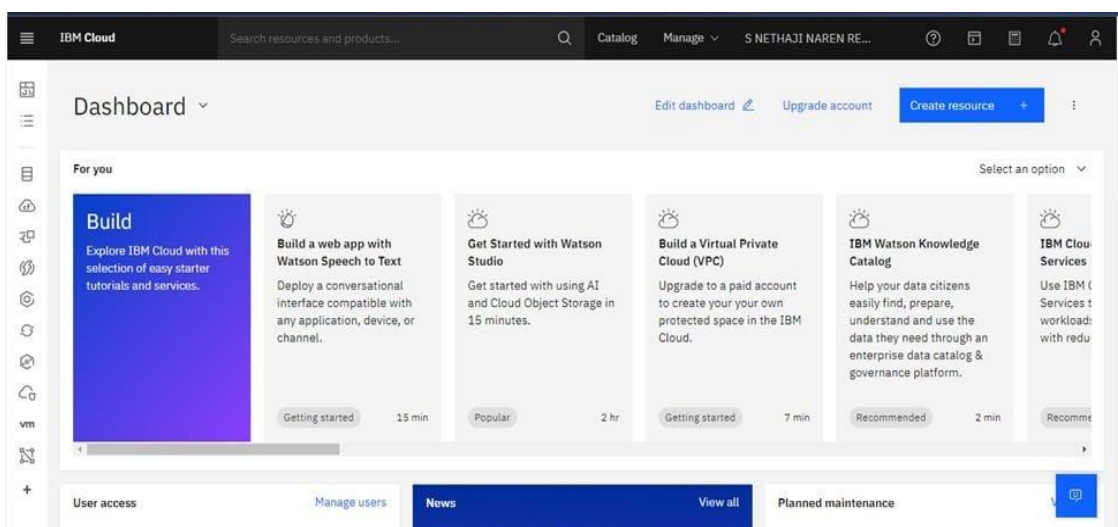 IBM Cloud
Search resources and products...
Catalog
Manage
S NETHAJI NAREN RE...
Dashboard
Edit dashboard
Upgrade account
Create resource +
For you
Select an option
Build
Explore IBM Cloud with this
selection of easy starter
tutorials and services.
Build a web app with
Watson Speech to Text
Deploy a conversational
interface compatible with
any application, device, or
channel.
Getting started 15 min
Get Started with Watson
Studio
Get started with using AI
and Cloud Object Storage in
15 minutes.
Popular 2 hr
Build a Virtual Private
Cloud (VPC)
Upgrade to a paid account
to create your your own
protected space in the IBM
Cloud.
Getting started 7 min
IBM Watson Knowledge
Catalog
Help your data citizens
easily find, prepare,
understand and use the
data they need through an
enterprise data catalog &
governance platform.
Recommended 2 min
IBM Clou
Services
Use IBM
Services t
workload
with redu
Recomme
vm
User access
Manage users
News
View all
Planned maintenance